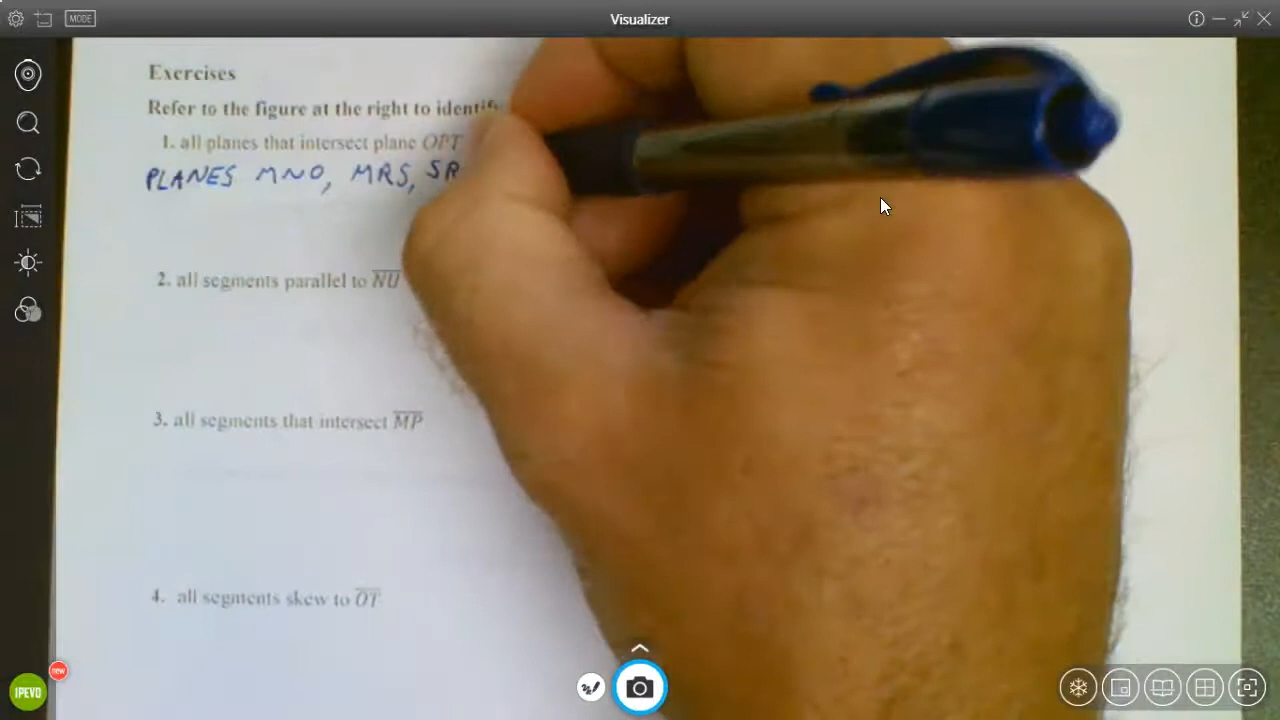 MODE
Visualizer
Exercises
Refer to the figure at the right to identify
1. all planes that intersect plane OPT
PLANES MNO, MRS, SR
2. all segments parallel to NU
3. all segments that intersect MP
4. all segments skew to OT
new
IPEVO